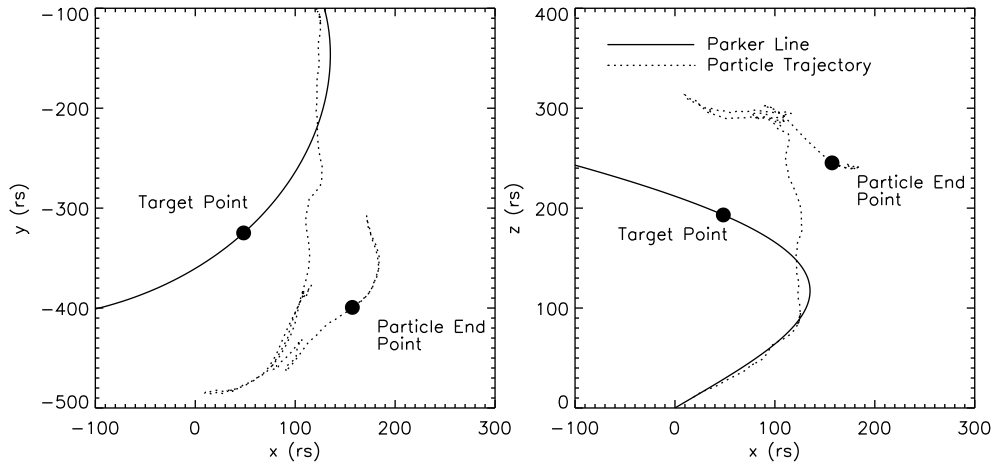 -100
-200
-300
-400
-500
y (rs)
-100
0
100
200
300
x (rs)
Target Point
Particle End
Point
400
300
200
100
0
z (rs)
-100
0
100
200
300
x (rs)
Parker Line
Particle Trajectory
Particle End
Point
Target Point